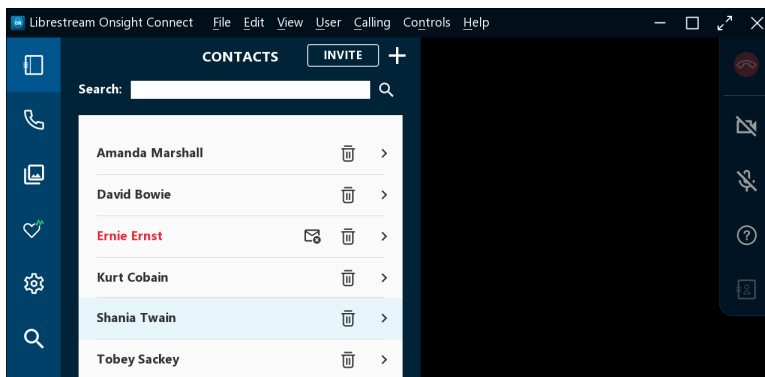 ON Librestream Onsight Connect File Edit View User Calling Controls Help
CONTACTS INVITE
Search:
Amanda Marshall
David Bowie
Ernie Ernst
Kurt Cobain
Shania Twain
Tobey Sackey